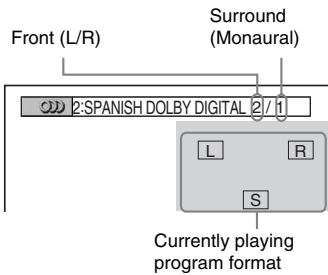 Surround
(Monaural)
Front (L/R)
2:SPANISH DOLBY DIGITAL 2 / 1
L R
S
Currently playing
program format